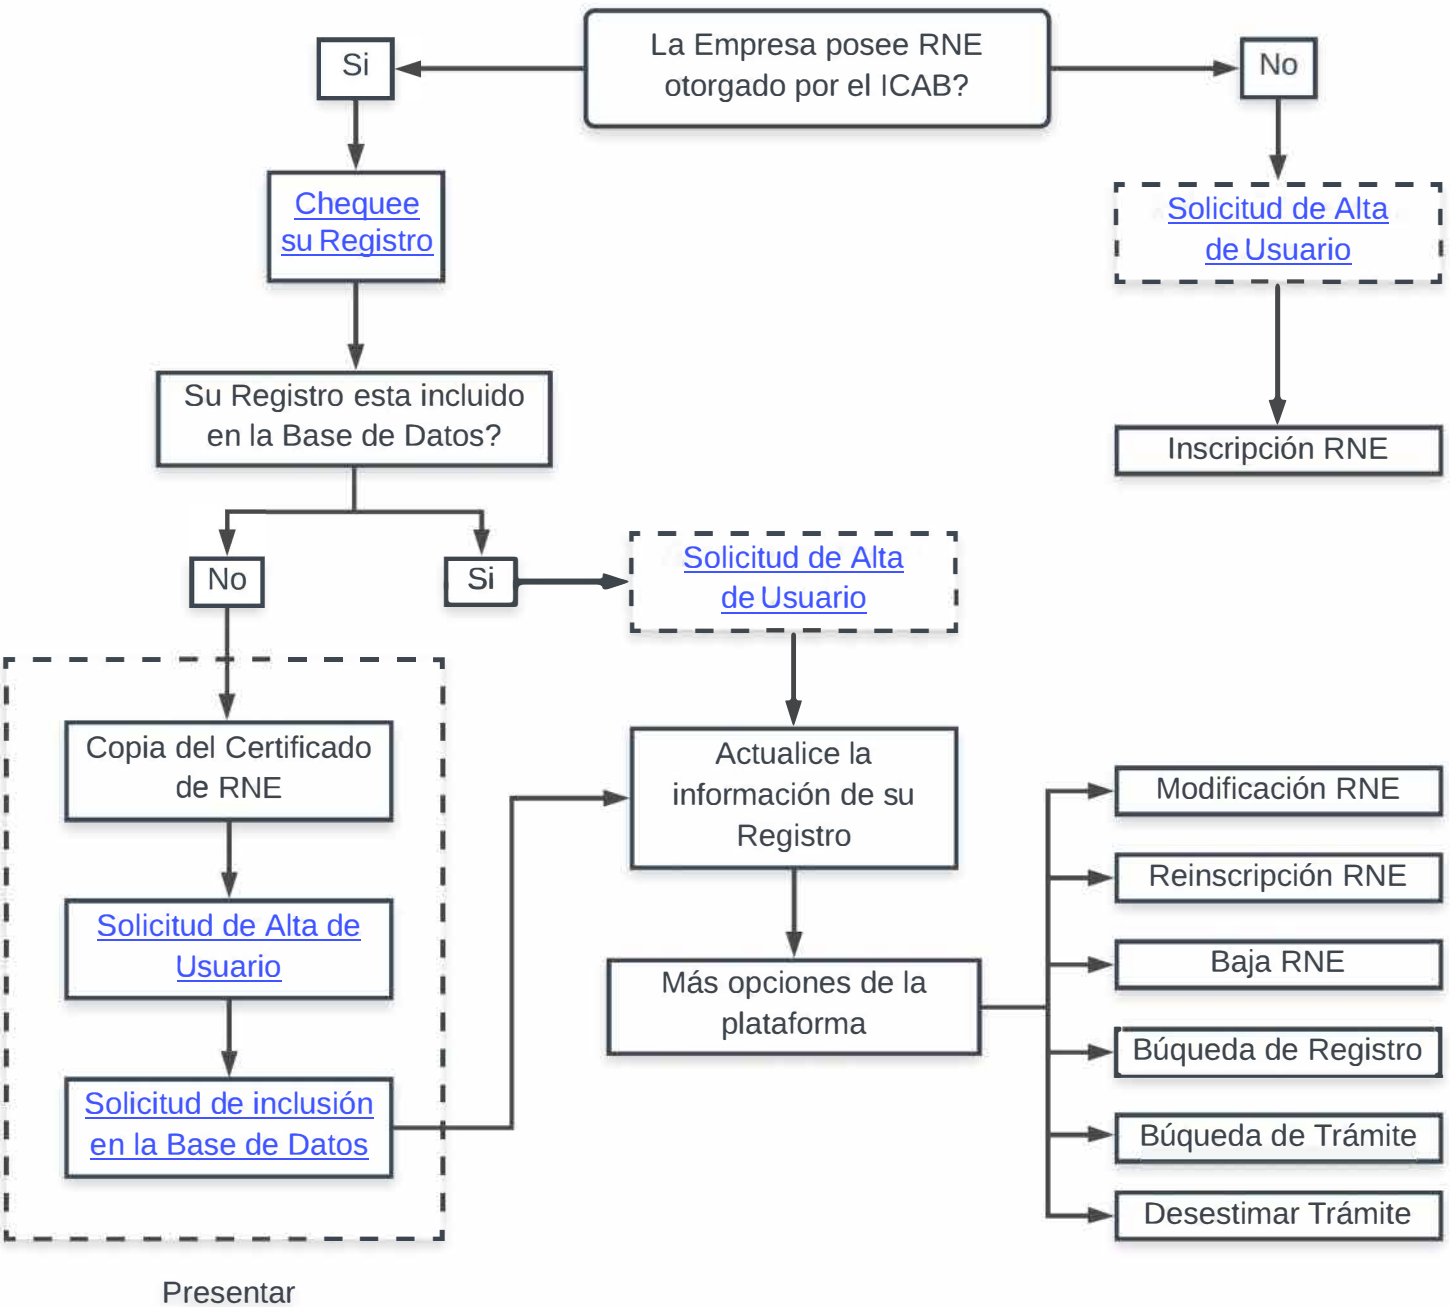 La Empresa posee RNE
otorgado por el ICAB?
Si
No
Chequee
su Registro
Solicitud de Alta
de Usuario
Su Registro esta incluido
en la Base de Datos?
Inscripción RNE
No
Si
Solicitud de Alta
de Usuario
Copia del Certificado
de RNE
Solicitud de Alta de
Usuario
Solicitud de inclusión
en la Base de Datos
Presentar
Actualice la
información de su
Registro
Más opciones de la
plataforma
Modificación RNE
Reinscripción RNE
Baja RNE
Búqueda de Registro
Búqueda de Trámite
Desestimar Trámite